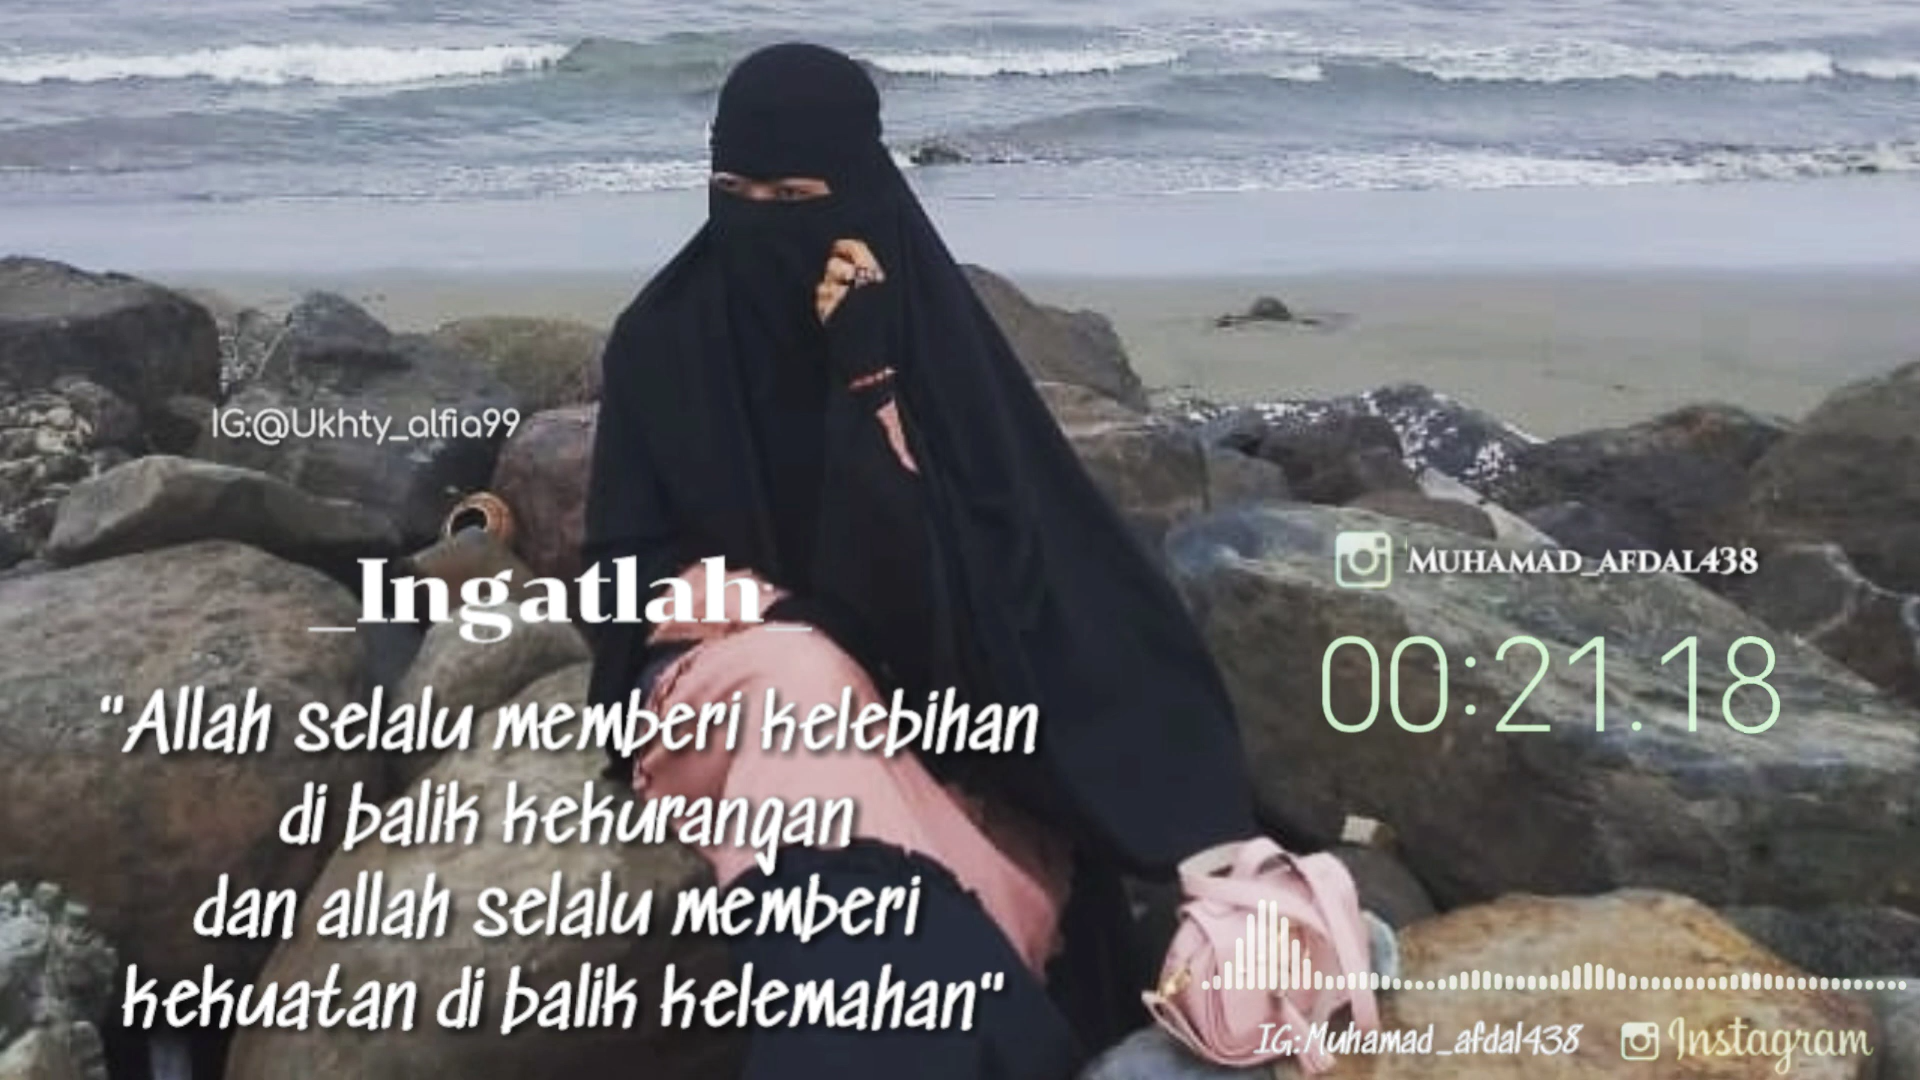 IG:@Ukhty_alfia99
_Ingatlah_
"Allah selalu memberi kelebihan
di balik kekurangan
dan allah selalu memberi
kekuatan di balik kelemahan"
MUHAMAD_AFDAL438
00:21.18
IG:Muhamad_afdal438
Instagram